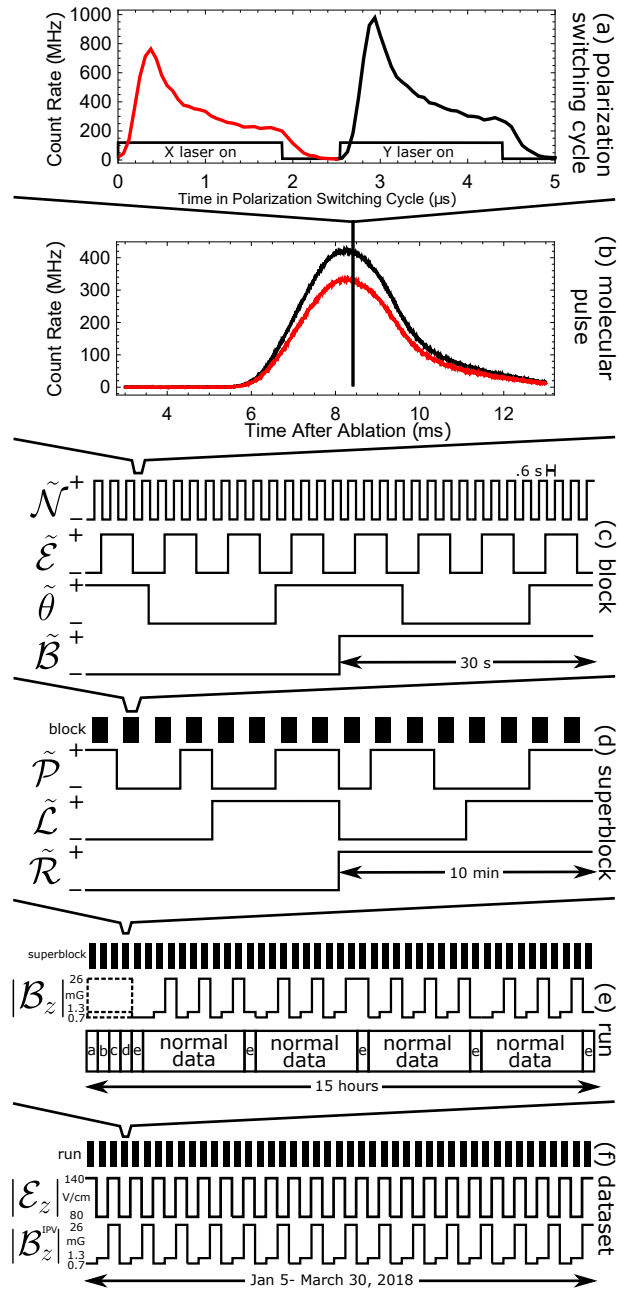 1000
800
600
400
200
0
Count Rate (MHz)
X laser on
Y laser on
0 1 2 3 4 5
Time in Polarization Switching Cycle (μs)
(a) polarization
switching cycle
400
300
200
100
0
Count Rate (MHz)
4 6 8 10 12
Time After Ablation (ms)
(b) molecular
pulse
.6 s
Ñ + −
Ẽ + −
θ̃ + −
B̃ + −
30 s
(c) block
block
P̃ + −
L̃ + −
R̃ + −
10 min
(d) superblock
superblock
|B_z| 26 mG 1.3 0.7
a b c d e normal data e normal data e normal data e normal data e
15 hours
(e) run
run
|E_z| 140 V/cm 80
|B_z^IPV| 26 mG 1.3 0.7
Jan 5- March 30, 2018
(f) dataset